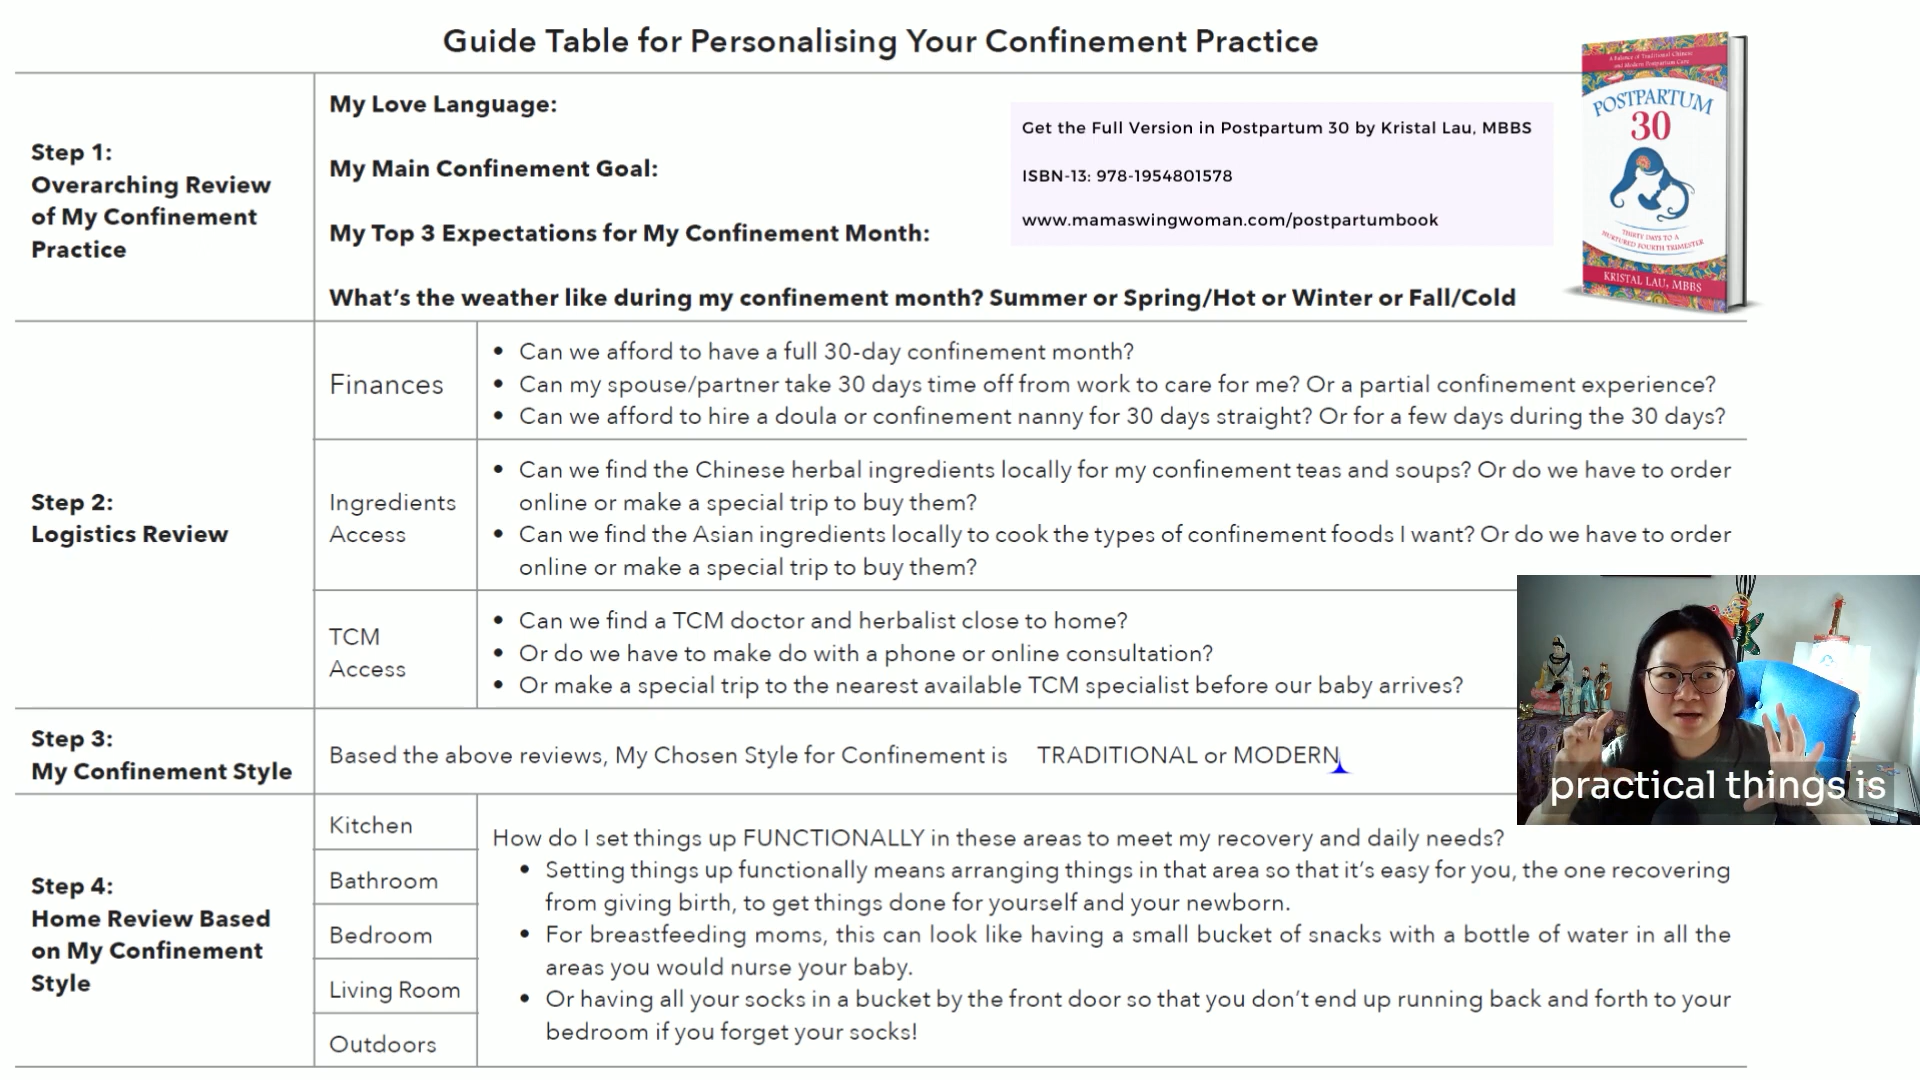 Guide Table for Personalising Your Confinement Practice
Step 1:
Overarching Review
of My Confinement
Practice
My Love Language:
My Main Confinement Goal:
My Top 3 Expectations for My Confinement Month:
What's the weather like during my confinement month? Summer or Spring/Hot or Winter or Fall/Cold
Get the Full Version in Postpartum 30 by Kristal Lau, MBBS
ISBN-13: 978-1954801578
www.mamaswingwoman.com/postpartumbook
A Balance of Traditional Chinese
and Modern Postpartum Care
POSTPARTUM
30
THIRTY DAYS TO A
NURTURED FOURTH TRIMESTER
KRISTAL LAU, MBBS
Step 2:
Logistics Review
Finances
• Can we afford to have a full 30-day confinement month?
• Can my spouse/partner take 30 days time off from work to care for me? Or a partial confinement experience?
• Can we afford to hire a doula or confinement nanny for 30 days straight? Or for a few days during the 30 days?
Ingredients
Access
• Can we find the Chinese herbal ingredients locally for my confinement teas and soups? Or do we have to order
online or make a special trip to buy them?
• Can we find the Asian ingredients locally to cook the types of confinement foods I want? Or do we have to order
online or make a special trip to buy them?
TCM
Access
• Can we find a TCM doctor and herbalist close to home?
• Or do we have to make do with a phone or online consultation?
• Or make a special trip to the nearest available TCM specialist before our baby arrives?
Step 3:
My Confinement Style
Based the above reviews, My Chosen Style for Confinement is TRADITIONAL or MODERN
practical things is
Step 4:
Home Review Based
on My Confinement
Style
Kitchen
Bathroom
Bedroom
Living Room
Outdoors
How do I set things up FUNCTIONALLY in these areas to meet my recovery and daily needs?
• Setting things up functionally means arranging things in that area so that it's easy for you, the one recovering
from giving birth, to get things done for yourself and your newborn.
• For breastfeeding moms, this can look like having a small bucket of snacks with a bottle of water in all the
areas you would nurse your baby.
• Or having all your socks in a bucket by the front door so that you don't end up running back and forth to your
bedroom if you forget your socks!